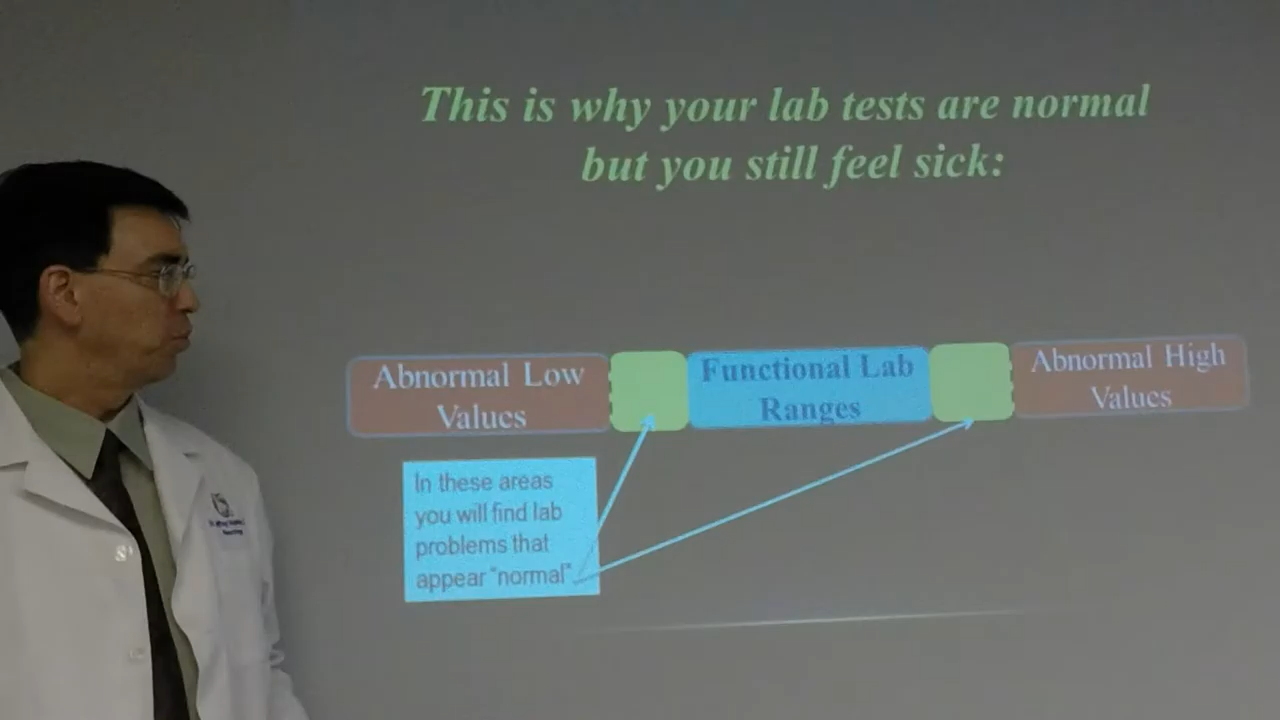 This is why your lab tests are normal
but you still feel sick:
Abnormal Low
Values
Functional Lab
Ranges
Abnormal High
Values
In these areas
you will find lab
problems that
appear “normal”